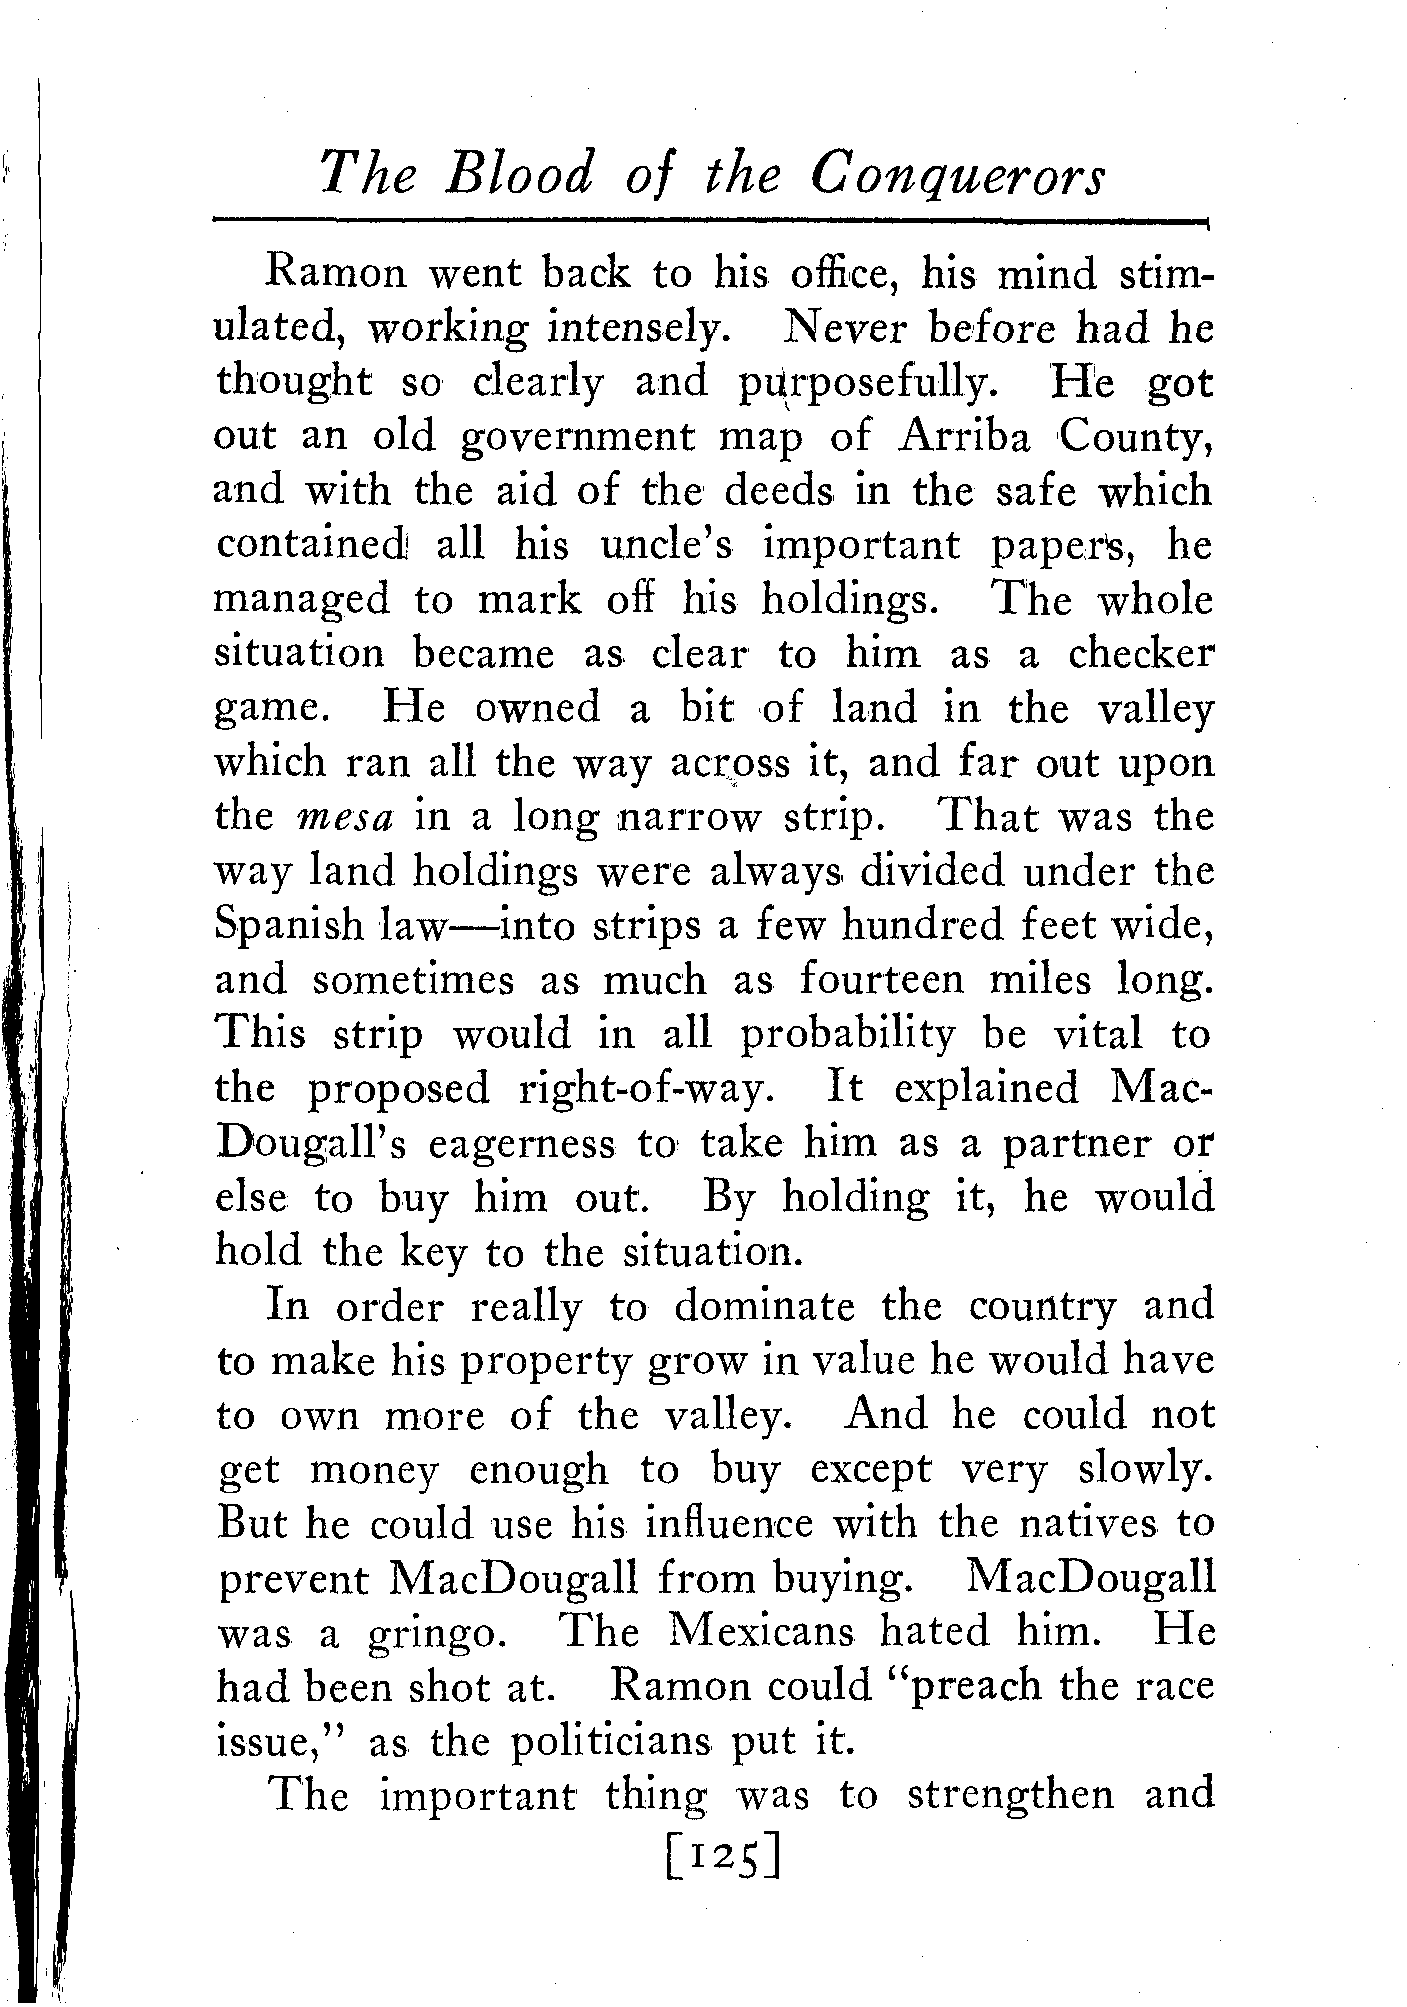 The Blood of the Conquerors
Ramon went back to his office, his mind stim-
ulated, working intensely. Never before had he
thought so clearly and purposefully. He got
out an old government map of Arriba County,
and with the aid of the deeds in the safe which
contained all his uncle's important papers, he
managed to mark off his holdings. The whole
situation became as clear to him as a checker
game. He owned a bit of land in the valley
which ran all the way across it, and far out upon
the mesa in a long narrow strip. That was the
way land holdings were always divided under the
Spanish law—into strips a few hundred feet wide,
and sometimes as much as fourteen miles long.
This strip would in all probability be vital to
the proposed right-of-way. It explained Mac-
Dougall's eagerness to take him as a partner or
else to buy him out. By holding it, he would
hold the key to the situation.
In order really to dominate the country and
to make his property grow in value he would have
to own more of the valley. And he could not
get money enough to buy except very slowly.
But he could use his influence with the natives to
prevent MacDougall from buying. MacDougall
was a gringo. The Mexicans hated him. He
had been shot at. Ramon could "preach the race
issue," as the politicians put it.
The important thing was to strengthen and
[125]